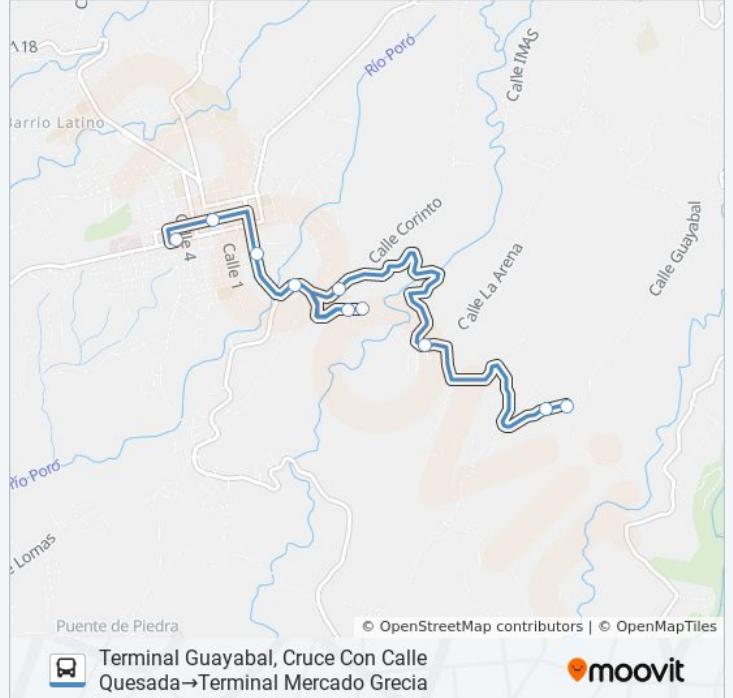 A18
Río Poró
Calle IMAS
Barrio Latino
Calle Corinto
Calle 4
Calle 1
Calle La Arena
Calle Guayabal
Río Poró
Lomas
Puente de Piedra
© OpenStreetMap contributors | © OpenMapTiles
Terminal Guayabal, Cruce Con Calle
Quesada→Terminal Mercado Grecia
moovit